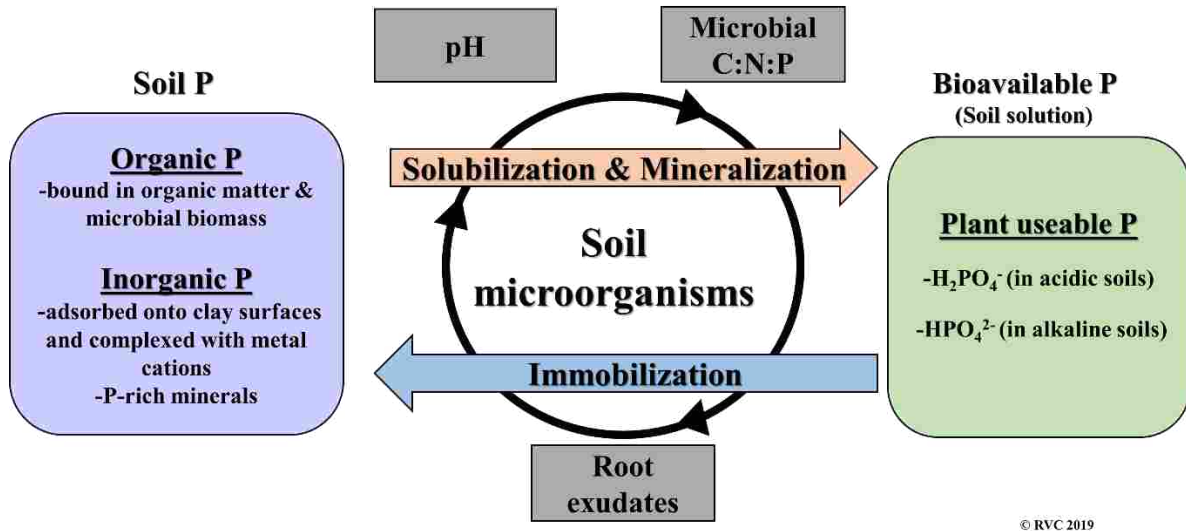 pH
Microbial
C:N:P
Soil P
Organic P
-bound in organic matter &
microbial biomass
Inorganic P
-adsorbed onto clay surfaces
and complexed with metal
cations
-P-rich minerals
Solubilization & Mineralization
Soil
microorganisms
Immobilization
Root
exudates
Bioavailable P
(Soil solution)
Plant useable P
-H₂PO₄⁻ (in acidic soils)
-HPO₄²⁻ (in alkaline soils)
© RVC 2019